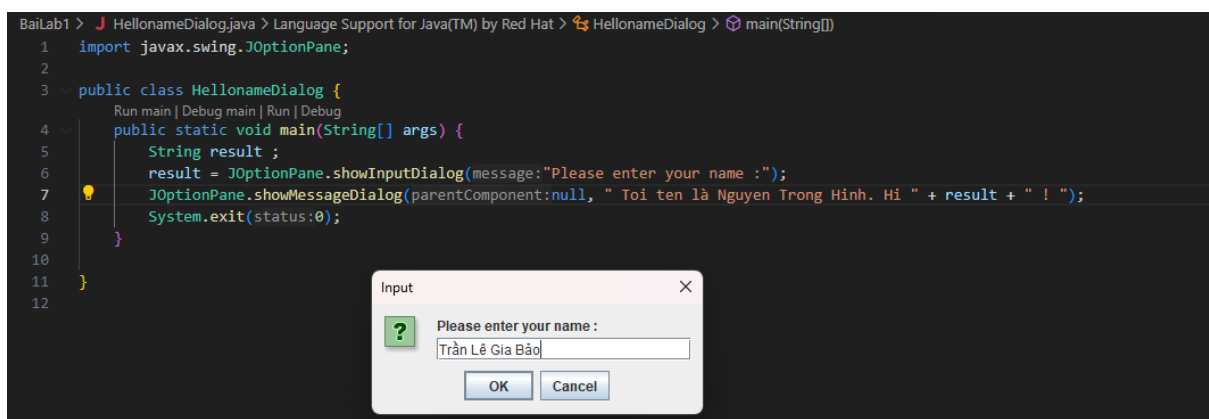 BaiLab1 > J HellonameDialog.java > Language Support for Java(TM) by Red Hat > HellonameDialog > main(String[])
1 import javax.swing.JOptionPane;
2
3 public class HellonameDialog {
Run main | Debug main | Run | Debug
4 public static void main(String[] args) {
5 String result ;
6 result = JOptionPane.showInputDialog(message:"Please enter your name :");
7 JOptionPane.showMessageDialog(parentComponent:null, " Toi ten là Nguyen Trong Hinh. Hi " + result + " ! ");
8 System.exit(status:0);
9 }
10
11 }
12
Input
Please enter your name :
Trần Lê Gia Bảo
OK Cancel